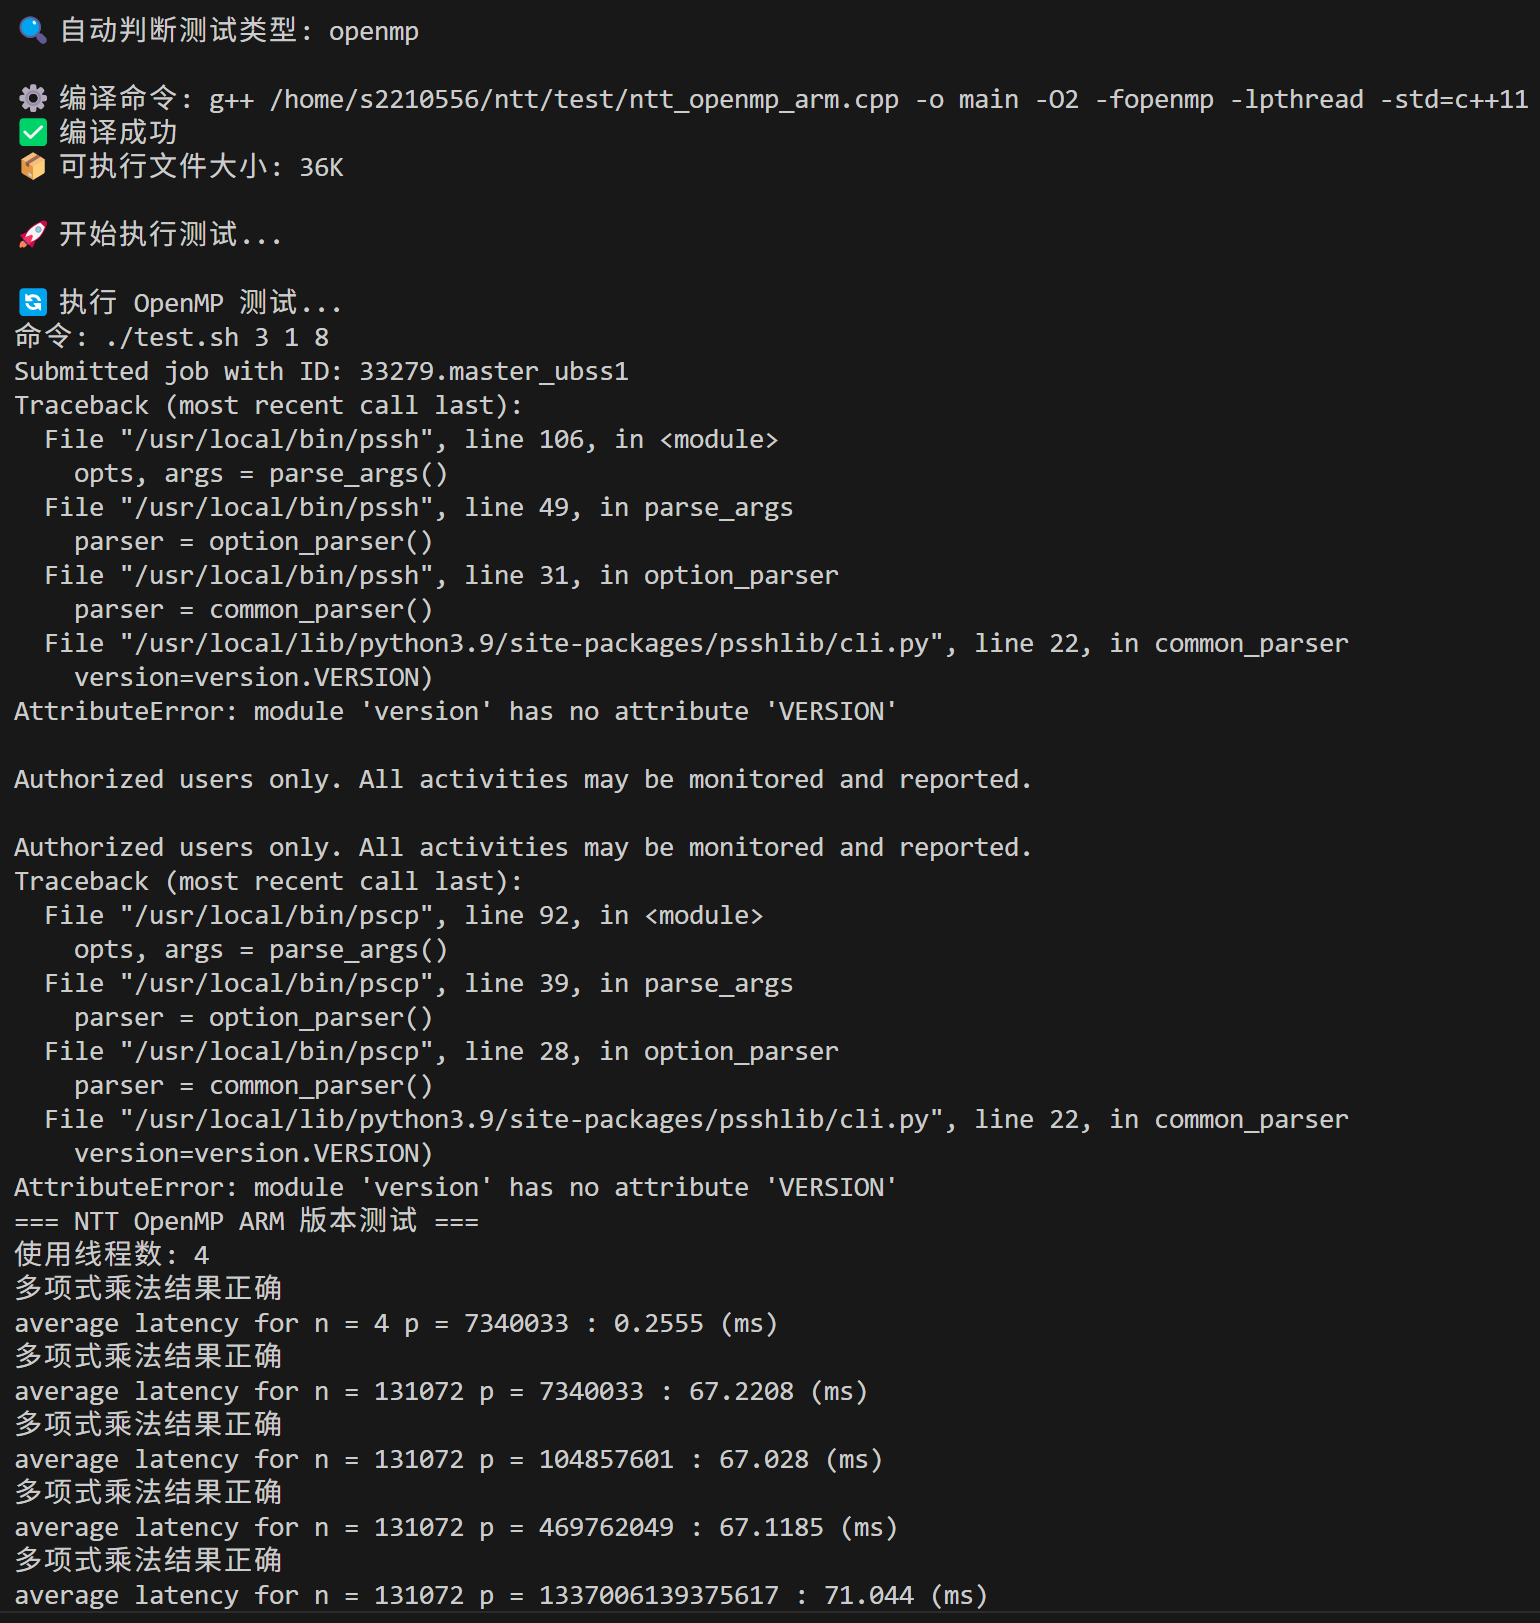 🔍 自动判断测试类型: openmp
⚙️ 编译命令: g++ /home/s2210556/ntt/test/ntt_openmp_arm.cpp -o main -O2 -fopenmp -lpthread -std=c++11
✅ 编译成功
📦 可执行文件大小: 36K
🚀 开始执行测试...
🔄 执行 OpenMP 测试...
命令: ./test.sh 3 1 8
Submitted job with ID: 33279.master_ubss1
Traceback (most recent call last):
  File "/usr/local/bin/pssh", line 106, in <module>
    opts, args = parse_args()
  File "/usr/local/bin/pssh", line 49, in parse_args
    parser = option_parser()
  File "/usr/local/bin/pssh", line 31, in option_parser
    parser = common_parser()
  File "/usr/local/lib/python3.9/site-packages/psshlib/cli.py", line 22, in common_parser
    version=version.VERSION)
AttributeError: module 'version' has no attribute 'VERSION'
Authorized users only. All activities may be monitored and reported.
Authorized users only. All activities may be monitored and reported.
Traceback (most recent call last):
  File "/usr/local/bin/pscp", line 92, in <module>
    opts, args = parse_args()
  File "/usr/local/bin/pscp", line 39, in parse_args
    parser = option_parser()
  File "/usr/local/bin/pscp", line 28, in option_parser
    parser = common_parser()
  File "/usr/local/lib/python3.9/site-packages/psshlib/cli.py", line 22, in common_parser
    version=version.VERSION)
AttributeError: module 'version' has no attribute 'VERSION'
=== NTT OpenMP ARM 版本测试 ===
使用线程数: 4
多项式乘法结果正确
average latency for n = 4 p = 7340033 : 0.2555 (ms)
多项式乘法结果正确
average latency for n = 131072 p = 7340033 : 67.2208 (ms)
多项式乘法结果正确
average latency for n = 131072 p = 104857601 : 67.028 (ms)
多项式乘法结果正确
average latency for n = 131072 p = 469762049 : 67.1185 (ms)
多项式乘法结果正确
average latency for n = 131072 p = 1337006139375617 : 71.044 (ms)